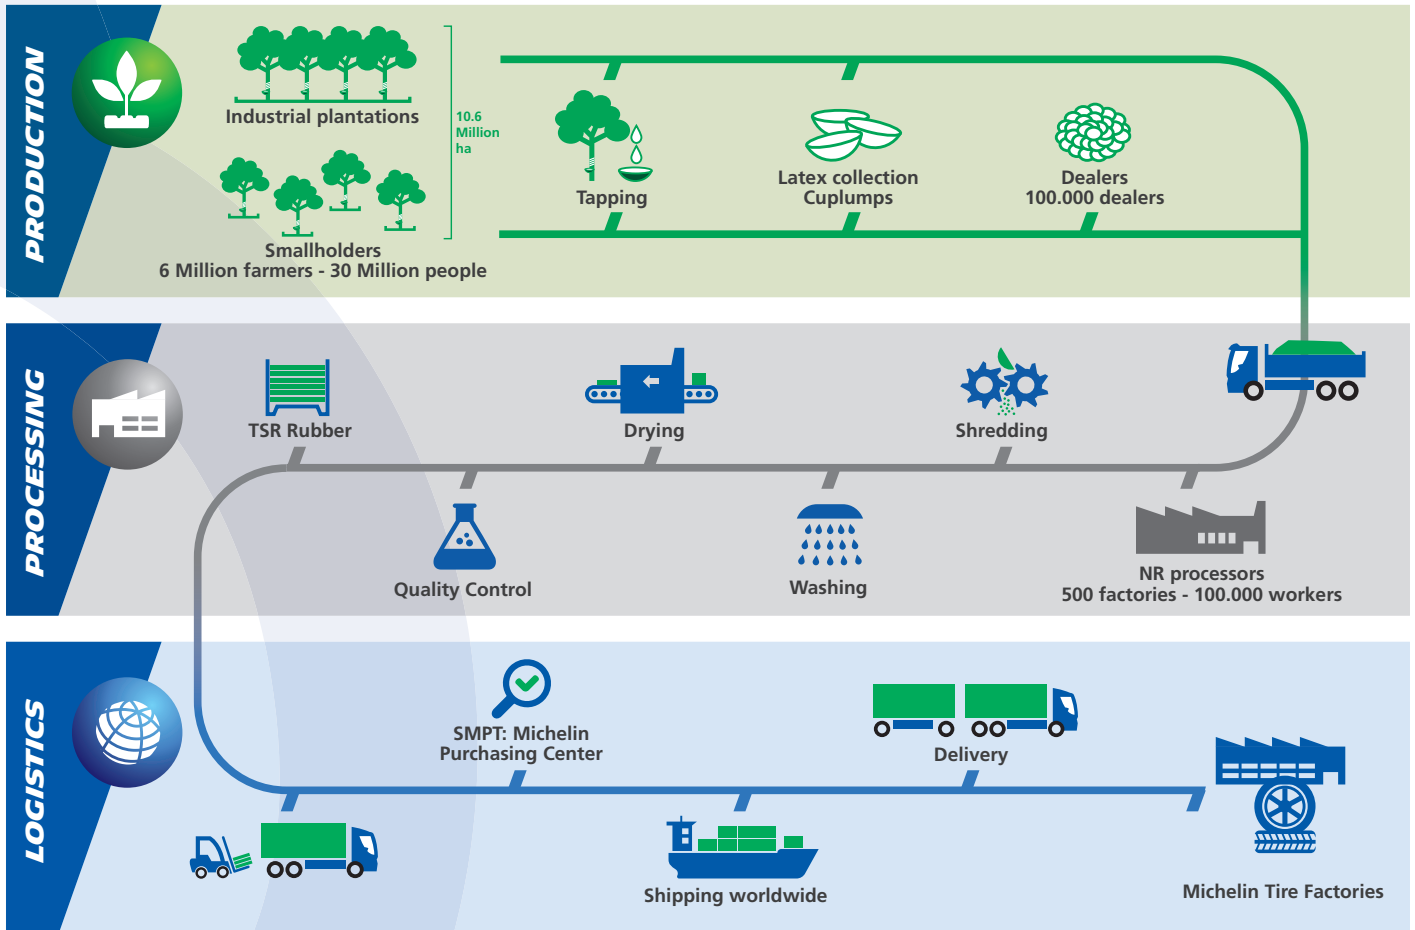 PRODUCTION
Industrial plantations
10.6
Million
ha
Smallholders
6 Million farmers - 30 Million people
Tapping
Latex collection
Cuplumps
Dealers
100.000 dealers
PROCESSING
TSR Rubber
Drying
Shredding
Quality Control
Washing
NR processors
500 factories - 100.000 workers
LOGISTICS
SMPT: Michelin
Purchasing Center
Delivery
Shipping worldwide
Michelin Tire Factories